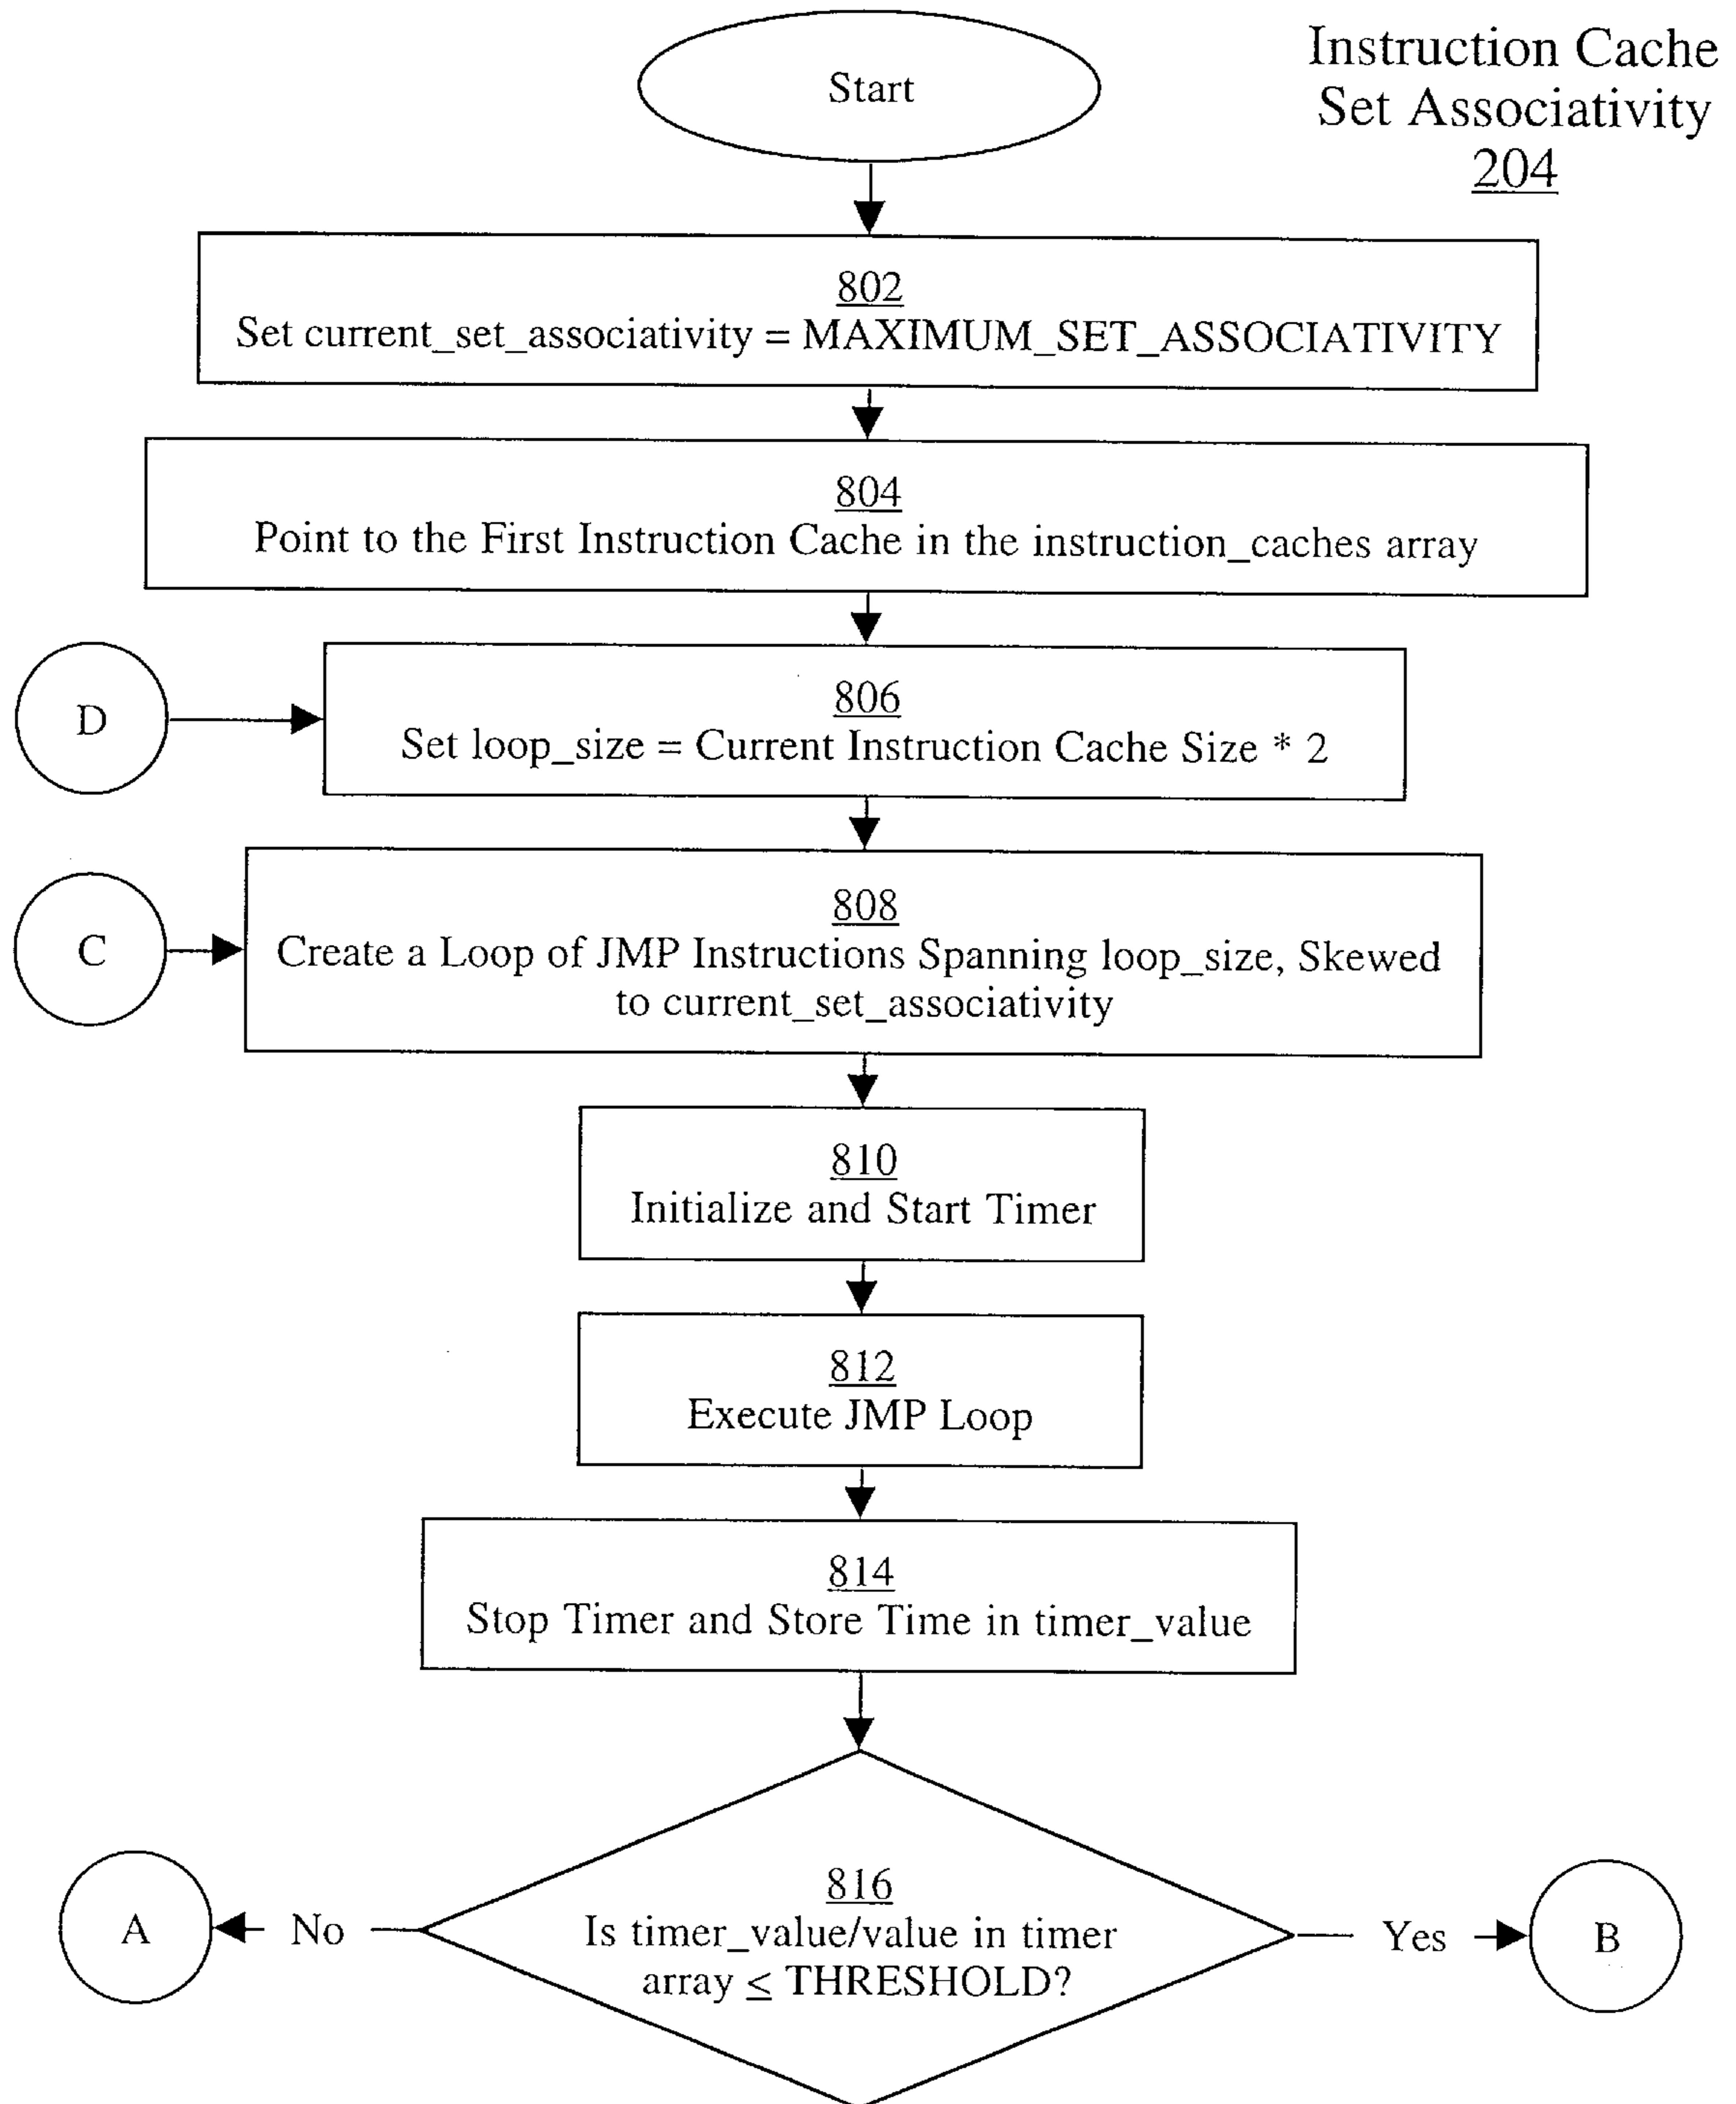 Instruction Cache
Set Associativity
204
Start
802
Set current_set_associativity = MAXIMUM_SET_ASSOCIATIVITY
804
Point to the First Instruction Cache in the instruction_caches array
D
806
Set loop_size = Current Instruction Cache Size * 2
C
808
Create a Loop of JMP Instructions Spanning loop_size, Skewed
to current_set_associativity
810
Initialize and Start Timer
812
Execute JMP Loop
814
Stop Timer and Store Time in timer_value
816
Is timer_value/value in timer
array ≤ THRESHOLD?
A
No
Yes
B